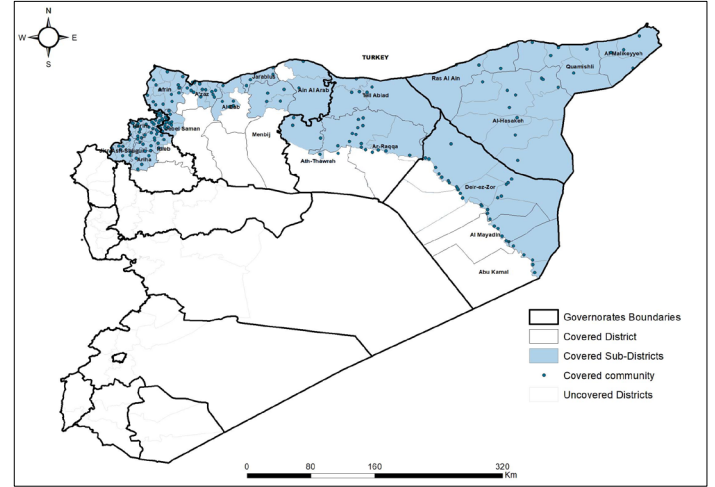 N
W E
S
TURKEY
Al-Malikeyyeh
Quamishli
Ras Al Ain
Jarablus
Afrin
A'zaz
Ain Al Arab
Tell Abiad
Al-Bab
Al-Hasakeh
Jebel Saman
Menbij
Ar-Raqqa
Idleb
Ariha
Ath-Thawrah
Deir-ez-Zor
Al Mayadin
Abu Kamal
Governorates Boundaries
Covered District
Covered Sub-Districts
Covered community
Uncovered Districts
0 80 160 320
Km